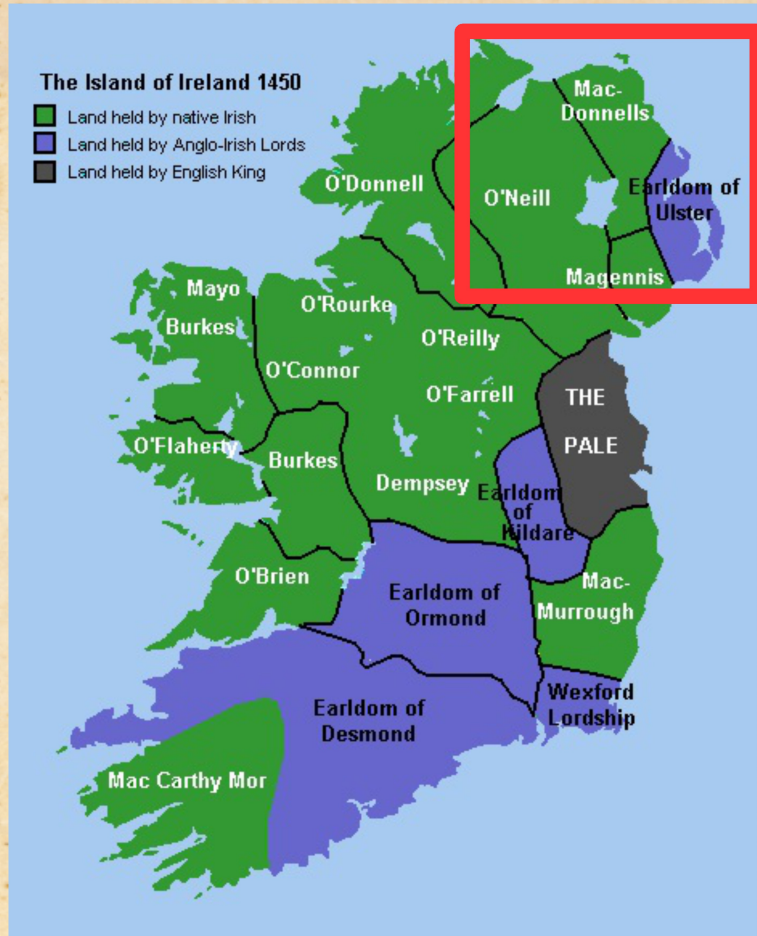 The Island of Ireland 1450
Land held by native Irish
Land held by Anglo-Irish Lords
Land held by English King
Mac-
Donnells
O'Donnell
O'Neill
Earldom of
Ulster
Magennis
Mayo
Burkes
O'Rourke
O'Reilly
O'Connor
O'Farrell
THE
PALE
O'Flaherty
Burkes
Dempsey
Earldom
of
Kildare
O'Brien
Earldom of
Ormond
Mac-
Murrough
Wexford
Lordship
Earldom of
Desmond
Mac Carthy Mor